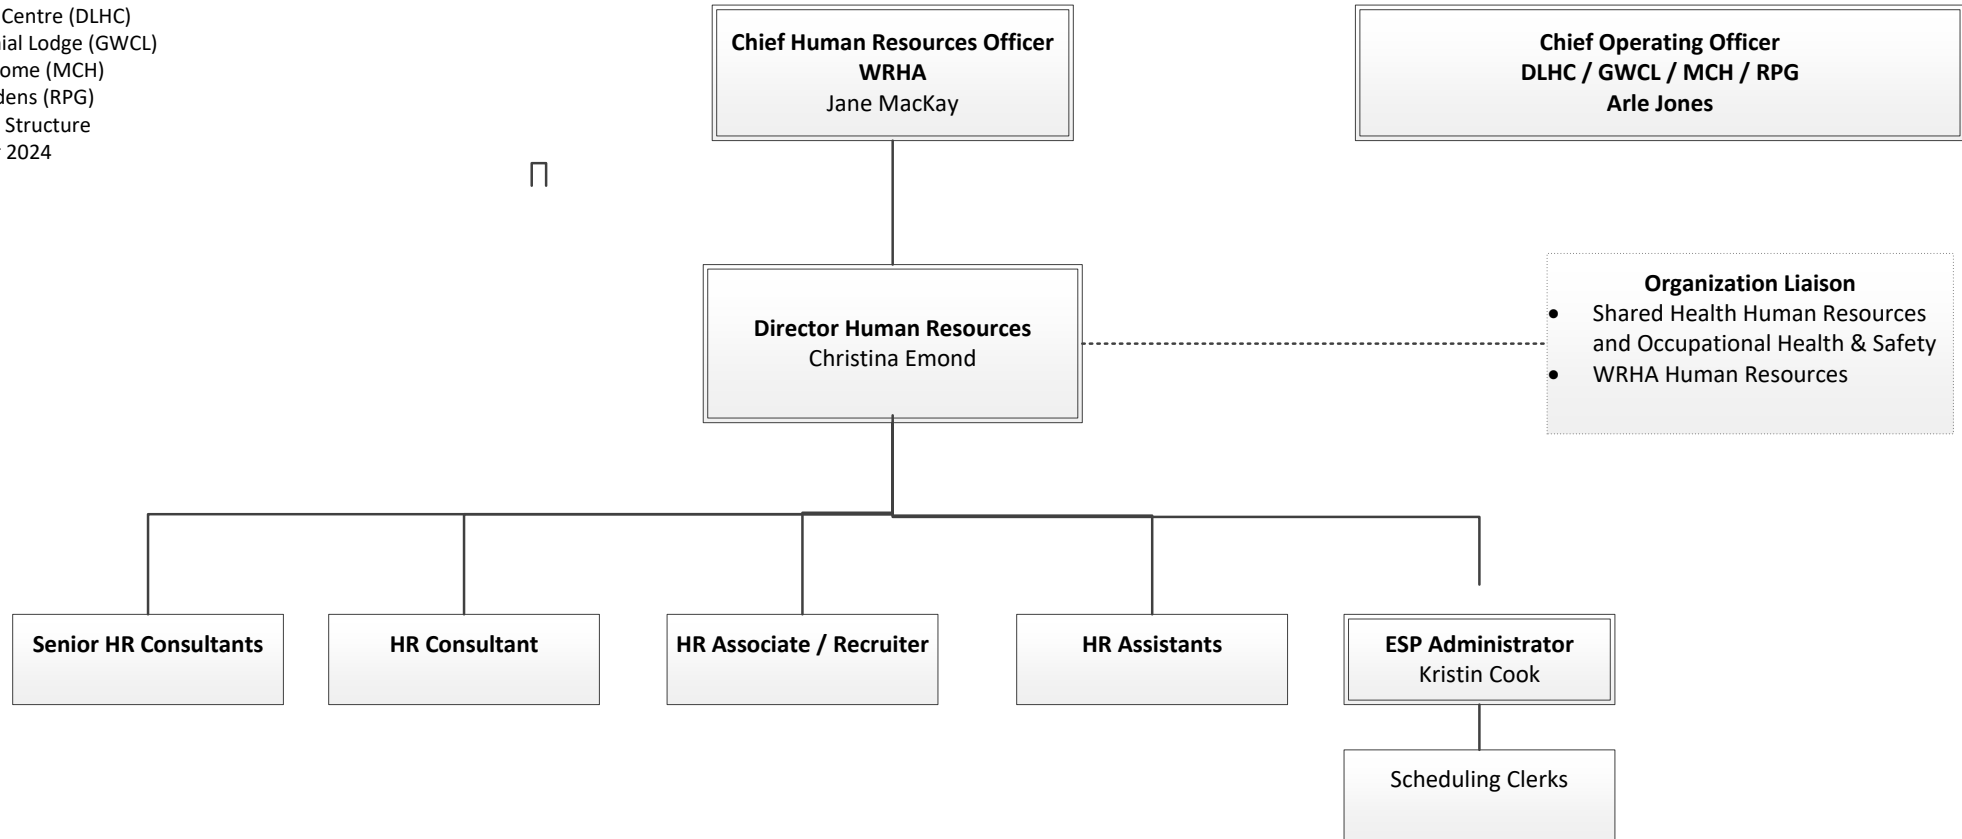 Centre (DLHC)
ial Lodge (GWCL)
ome (MCH)
dens (RPG)
Structure
2024
Chief Human Resources Officer
WRHA
Jane MacKay
Chief Operating Officer
DLHC / GWCL / MCH / RPG
Arle Jones
Director Human Resources
Christina Emond
Organization Liaison
• Shared Health Human Resources
and Occupational Health & Safety
• WRHA Human Resources
Senior HR Consultants
HR Consultant
HR Associate / Recruiter
HR Assistants
ESP Administrator
Kristin Cook
Scheduling Clerks